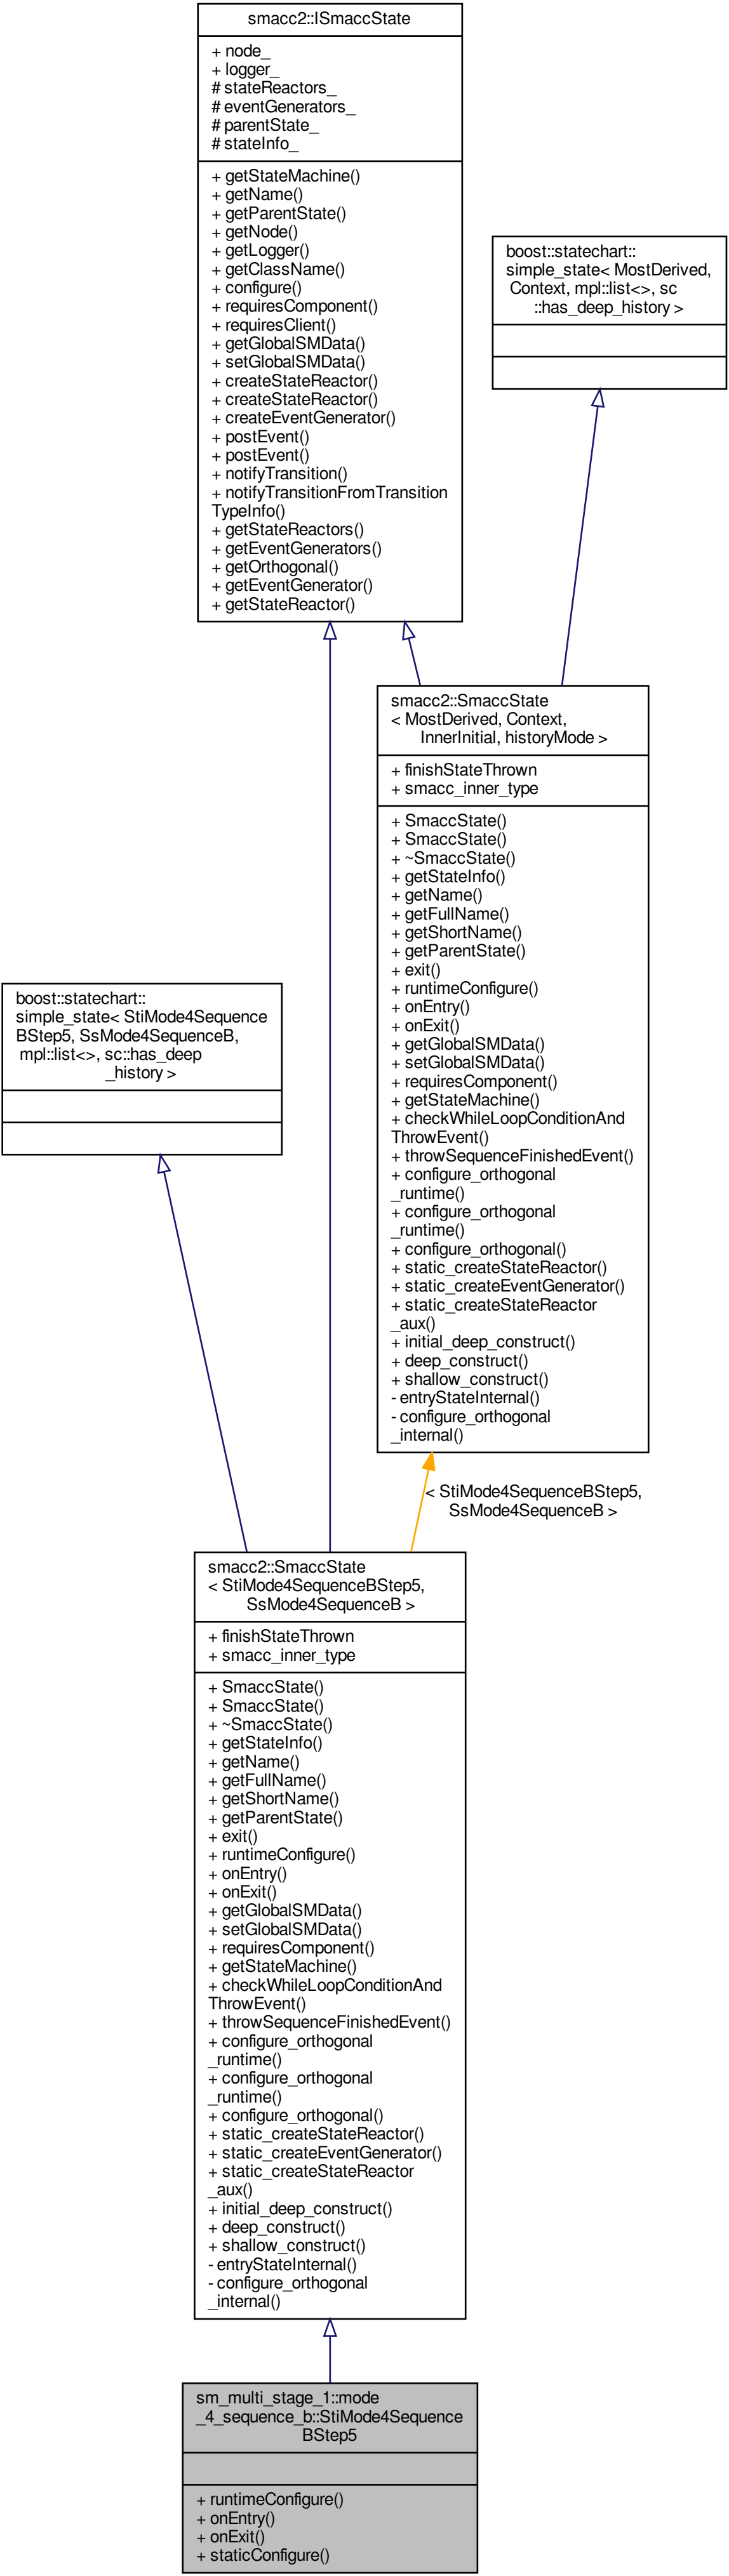 smacc2::ISmaccState
+ node_
+ logger_
# stateReactors_
# eventGenerators_
# parentState_
# stateInfo_
+ getStateMachine()
+ getName()
+ getParentState()
+ getNode()
+ getLogger()
+ getClassName()
+ configure()
+ requiresComponent()
+ requiresClient()
+ getGlobalSMData()
+ setGlobalSMData()
+ createStateReactor()
+ createStateReactor()
+ createEventGenerator()
+ postEvent()
+ postEvent()
+ notifyTransition()
+ notifyTransitionFromTransition
TypeInfo()
+ getStateReactors()
+ getEventGenerators()
+ getOrthogonal()
+ getEventGenerator()
+ getStateReactor()
boost::statechart::
simple_state< MostDerived,
Context, mpl::list<>, sc
::has_deep_history >
smacc2::SmaccState
< MostDerived, Context,
InnerInitial, historyMode >
+ finishStateThrown
+ smacc_inner_type
+ SmaccState()
+ SmaccState()
+ ~SmaccState()
+ getStateInfo()
+ getName()
+ getFullName()
+ getShortName()
+ getParentState()
+ exit()
+ runtimeConfigure()
+ onEntry()
+ onExit()
+ getGlobalSMData()
+ setGlobalSMData()
+ requiresComponent()
+ getStateMachine()
+ checkWhileLoopConditionAnd
ThrowEvent()
+ throwSequenceFinishedEvent()
+ configure_orthogonal
_runtime()
+ configure_orthogonal
_runtime()
+ configure_orthogonal()
+ static_createStateReactor()
+ static_createEventGenerator()
+ static_createStateReactor
_aux()
+ initial_deep_construct()
+ deep_construct()
+ shallow_construct()
- entryStateInternal()
- configure_orthogonal
_internal()
boost::statechart::
simple_state< StiMode4Sequence
BStep5, SsMode4SequenceB,
mpl::list<>, sc::has_deep
_history >
< StiMode4SequenceBStep5,
SsMode4SequenceB >
smacc2::SmaccState
< StiMode4SequenceBStep5,
SsMode4SequenceB >
+ finishStateThrown
+ smacc_inner_type
+ SmaccState()
+ SmaccState()
+ ~SmaccState()
+ getStateInfo()
+ getName()
+ getFullName()
+ getShortName()
+ getParentState()
+ exit()
+ runtimeConfigure()
+ onEntry()
+ onExit()
+ getGlobalSMData()
+ setGlobalSMData()
+ requiresComponent()
+ getStateMachine()
+ checkWhileLoopConditionAnd
ThrowEvent()
+ throwSequenceFinishedEvent()
+ configure_orthogonal
_runtime()
+ configure_orthogonal
_runtime()
+ configure_orthogonal()
+ static_createStateReactor()
+ static_createEventGenerator()
+ static_createStateReactor
_aux()
+ initial_deep_construct()
+ deep_construct()
+ shallow_construct()
- entryStateInternal()
- configure_orthogonal
_internal()
sm_multi_stage_1::mode
_4_sequence_b::StiMode4Sequence
BStep5
+ runtimeConfigure()
+ onEntry()
+ onExit()
+ staticConfigure()